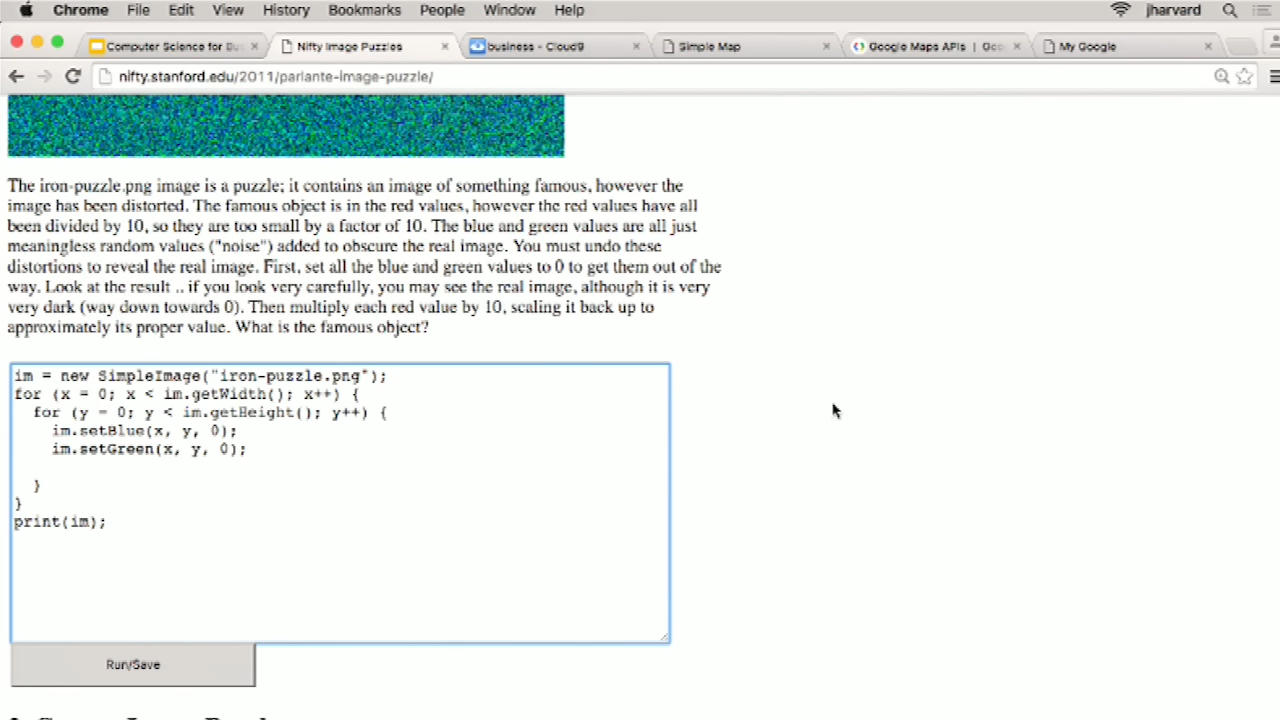 Chrome File Edit View History Bookmarks People Window Help jharvard
Computer Science for Bus Nifty Image Puzzles business - Cloud9 Simple Map Google Maps APIs | Goo My Google
nifty.stanford.edu/2011/parlante-image-puzzle/
The iron-puzzle.png image is a puzzle; it contains an image of something famous, however the
image has been distorted. The famous object is in the red values, however the red values have all
been divided by 10, so they are too small by a factor of 10. The blue and green values are all just
meaningless random values ("noise") added to obscure the real image. You must undo these
distortions to reveal the real image. First, set all the blue and green values to 0 to get them out of the
way. Look at the result .. if you look very carefully, you may see the real image, although it is very
very dark (way down towards 0). Then multiply each red value by 10, scaling it back up to
approximately its proper value. What is the famous object?
im = new SimpleImage("iron-puzzle.png");
for (x = 0; x < im.getWidth(); x++) {
for (y = 0; y < im.getHeight(); y++) {
im.setBlue(x, y, 0);
im.setGreen(x, y, 0);
}
}
print(im);
Run/Save